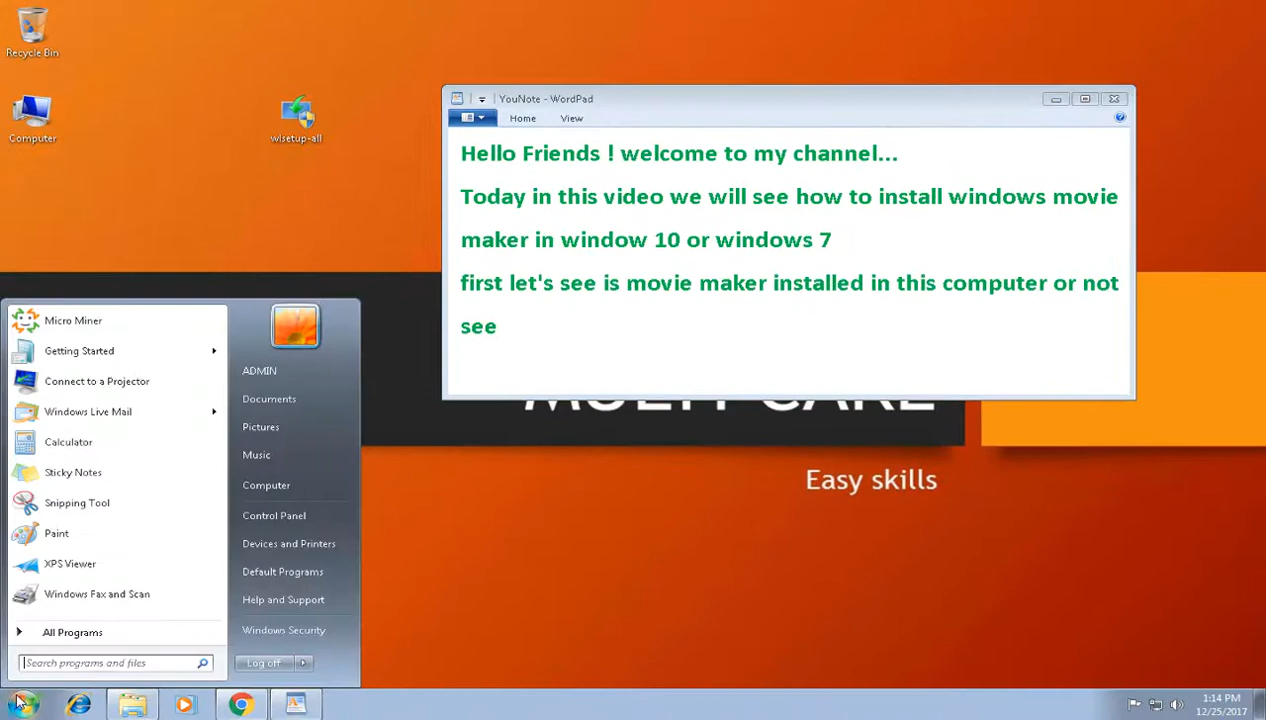 Recycle Bin
Computer
wlsetup-all
YouNote - WordPad
Home View
Hello Friends ! welcome to my channel...
Today in this video we will see how to install windows movie
maker in window 10 or windows 7
first let's see is movie maker installed in this computer or not
see
MULTI CARE
Easy skills
Micro Miner
Getting Started
Connect to a Projector
Windows Live Mail
Calculator
Sticky Notes
Snipping Tool
Paint
XPS Viewer
Windows Fax and Scan
All Programs
Search programs and files
ADMIN
Documents
Pictures
Music
Computer
Control Panel
Devices and Printers
Default Programs
Help and Support
Windows Security
Log off
1:14 PM
12/25/2017